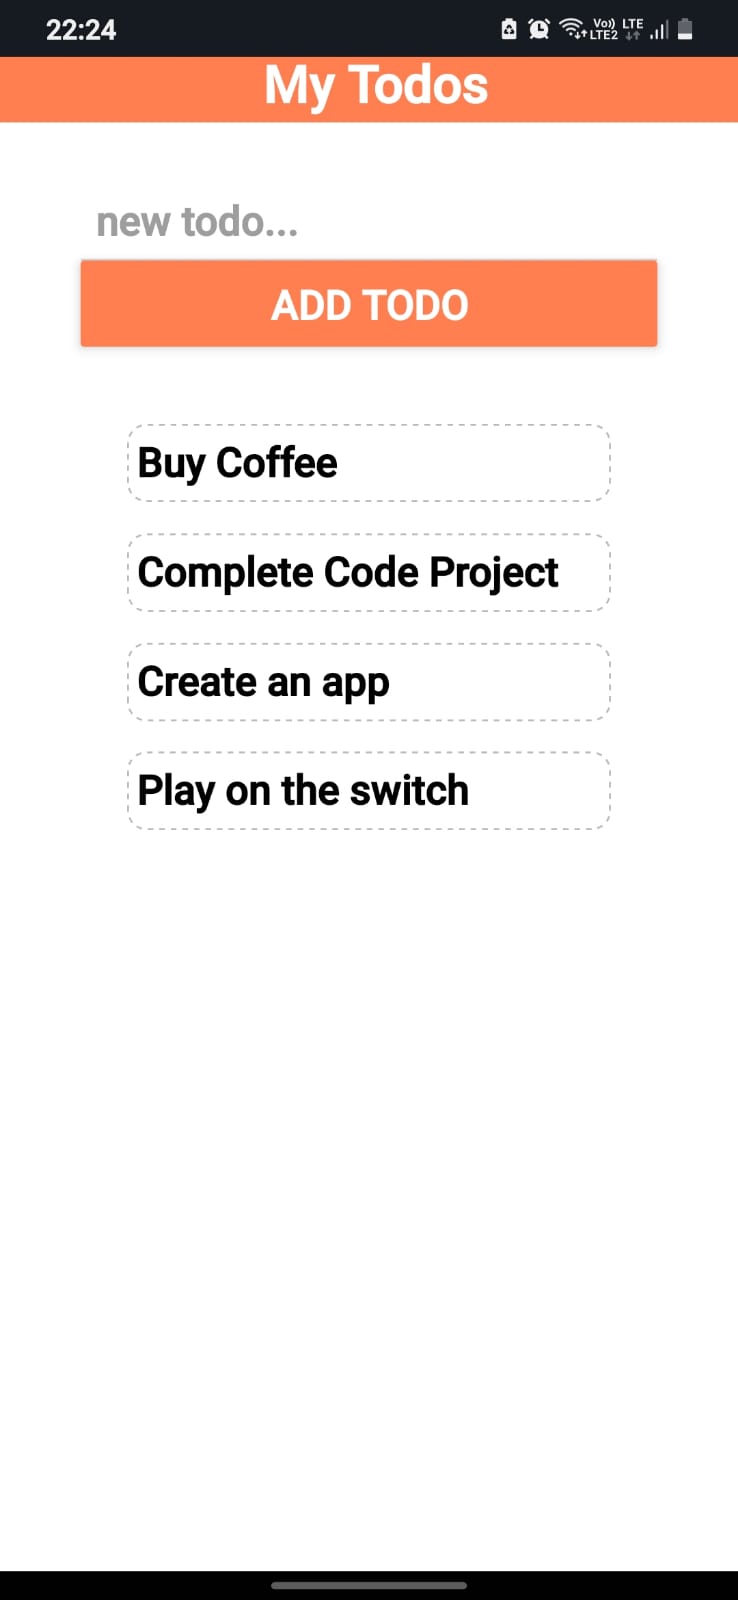 22:24
Vo)) LTE
LTE2
My Todos
new todo...
ADD TODO
Buy Coffee
Complete Code Project
Create an app
Play on the switch